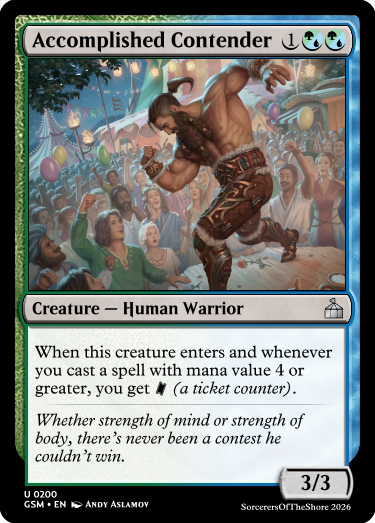 Accomplished Contender 1
Creature — Human Warrior
When this creature enters and whenever
you cast a spell with mana value 4 or
greater, you get (a ticket counter).
Whether strength of mind or strength of
body, there's never been a contest he
couldn't win.
3/3
U 0200
GSM • EN Andy Aslamov
SorcerersOfTheShore 2026